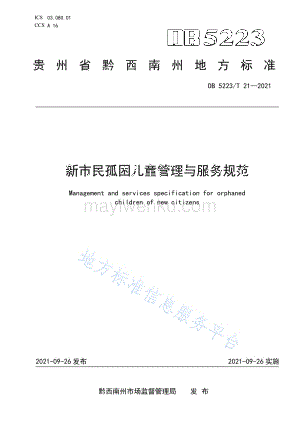 ICS 03.080.01
CCS A 16
DB5223
贵州省黔西南州地方标准
DB 5223/T 21—2021
新市民孤困儿童管理与服务规范
Management and services specification for orphaned
children of new citizens
mayiwenku.com
地方标准信息服务平台
2021-09-26 发布
2021-09-26 实施
黔西南州市场监督管理局 发 布